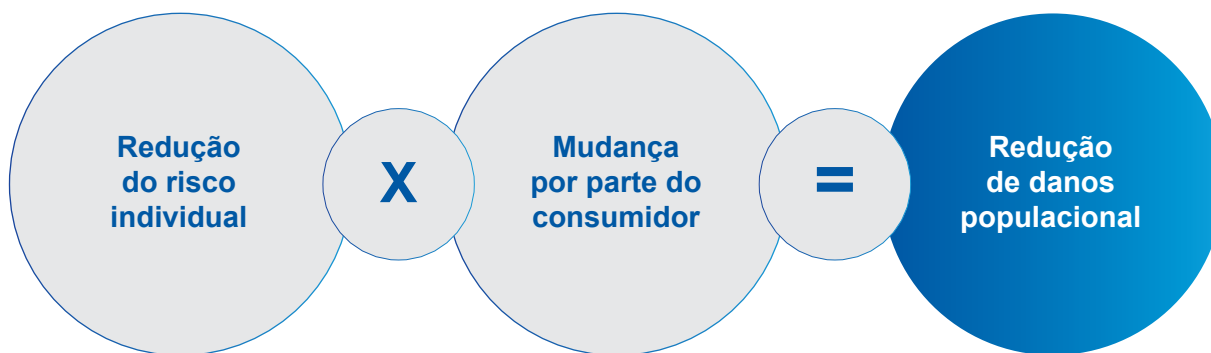 Redução
do risco
individual
X
Mudança
por parte do
consumidor
=
Redução
de danos
populacional